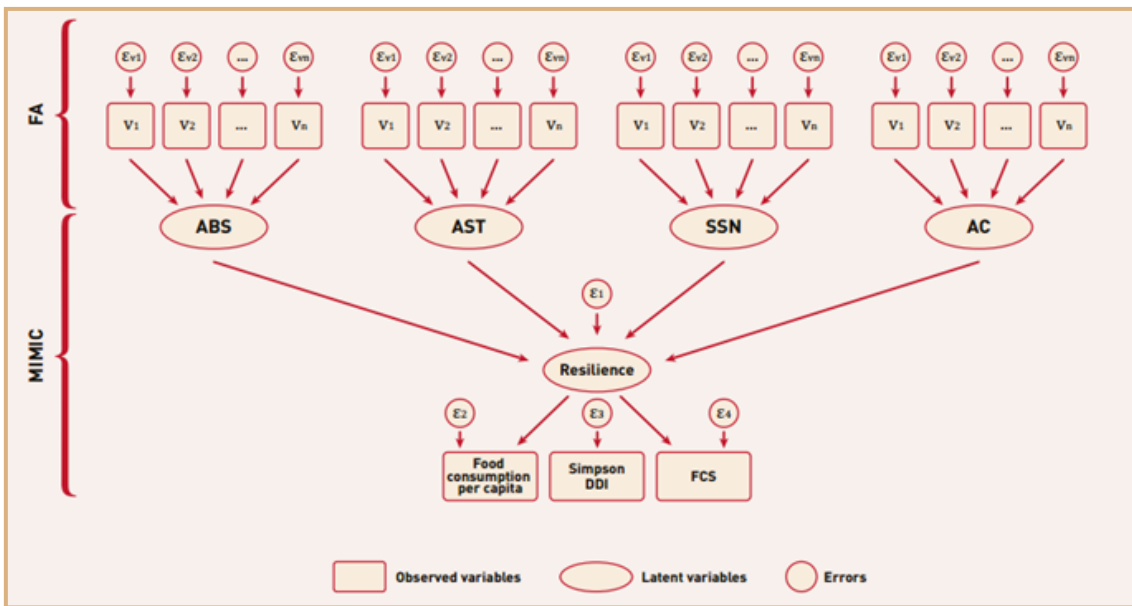 FA
εv1 εv2 ... εvn εv1 εv2 ... εvn εv1 εv2 ... εvn εv1 εv2 ... εvn
V1 V2 ... Vn V1 V2 ... Vn V1 V2 ... Vn V1 V2 ... Vn
ABS AST SSN AC
MIMIC
ε1
Resilience
ε2 ε3 ε4
Food
consumption
per capita
Simpson
DDI
FCS
Observed variables Latent variables Errors